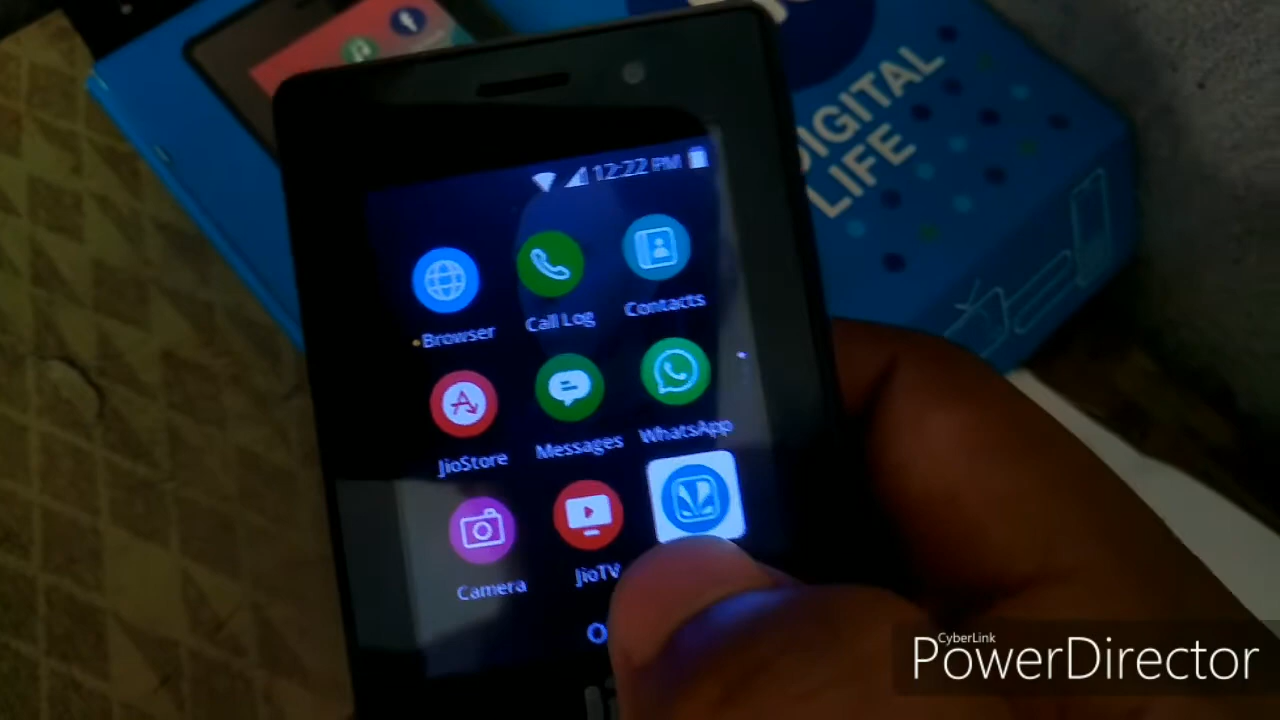 DIGITAL
LIFE
12:22 PM
Browser
Call Log
Contacts
JioStore
Messages
WhatsApp
Camera
JioTV
CyberLink
PowerDirector